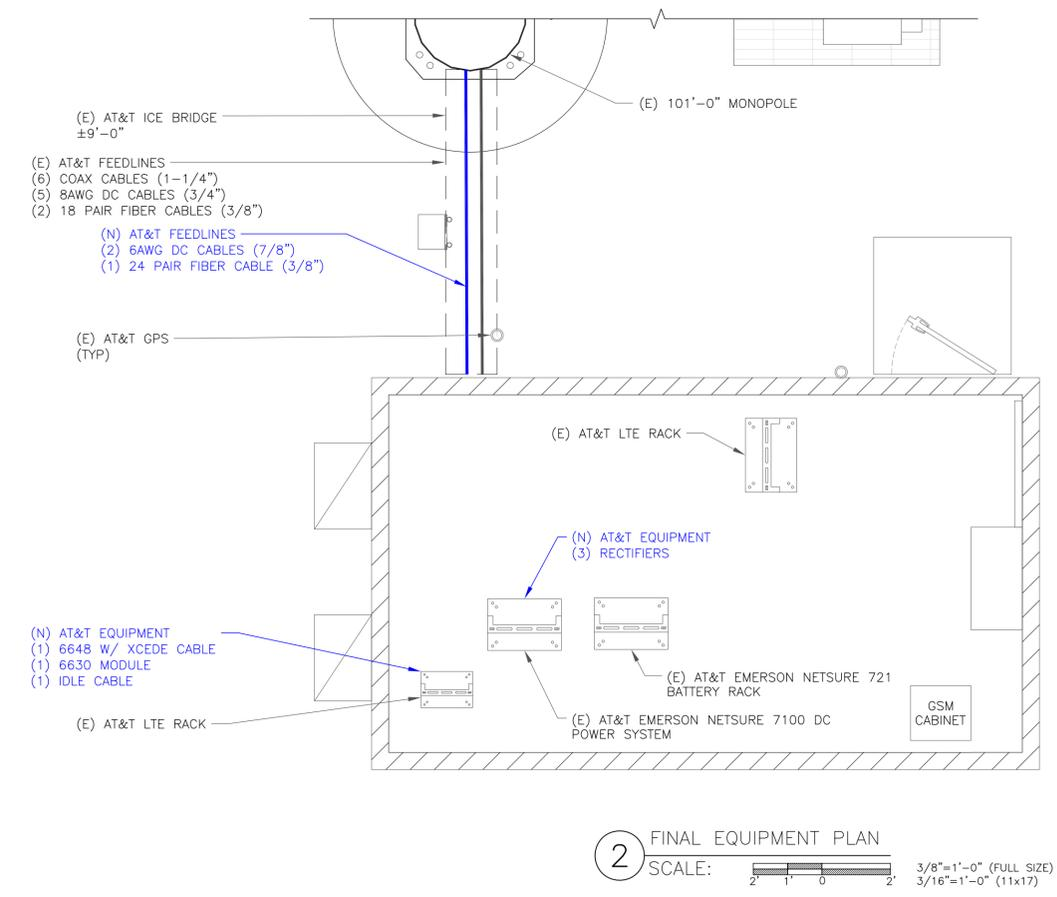 (E) 101'-0" MONOPOLE
(E) AT&T ICE BRIDGE
±9'-0"
(E) AT&T FEEDLINES
(6) COAX CABLES (1-1/4")
(5) 8AWG DC CABLES (3/4")
(2) 18 PAIR FIBER CABLES (3/8")
(N) AT&T FEEDLINES
(2) 6AWG DC CABLES (7/8")
(1) 24 PAIR FIBER CABLE (3/8")
(E) AT&T GPS
(TYP)
(E) AT&T LTE RACK
(N) AT&T EQUIPMENT
(3) RECTIFIERS
(N) AT&T EQUIPMENT
(1) 6648 W/ XCEDE CABLE
(1) 6630 MODULE
(1) IDLE CABLE
(E) AT&T LTE RACK
(E) AT&T EMERSON NETSURE 721
BATTERY RACK
(E) AT&T EMERSON NETSURE 7100 DC
POWER SYSTEM
GSM
CABINET
2
FINAL EQUIPMENT PLAN
SCALE:
2' 1' 0 2'
3/8"=1'-0" (FULL SIZE)
3/16"=1'-0" (11x17)